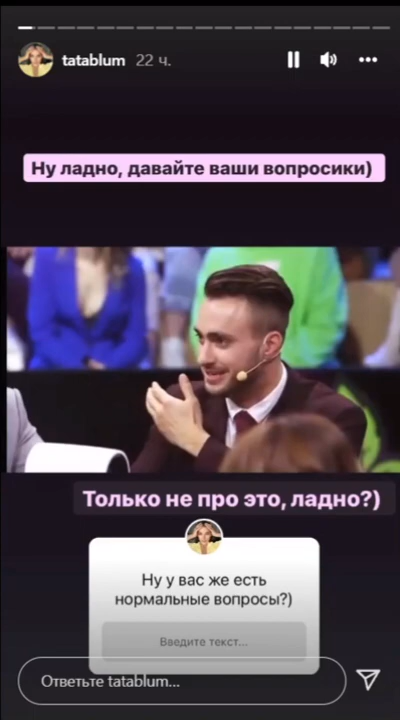 tatablum 22 ч.
Ну ладно, давайте ваши вопросики)
Только не про это, ладно?)
Ну у вас же есть
нормальные вопросы?)
Введите текст...
Ответьте tatablum...